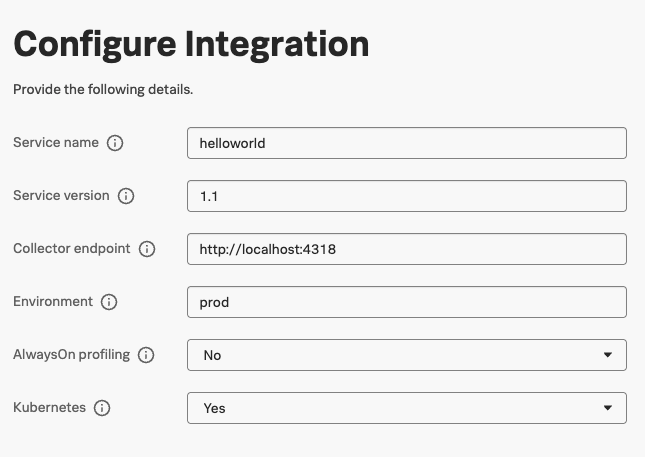 Configure Integration
Provide the following details.
Service name helloworld
Service version 1.1
Collector endpoint http://localhost:4318
Environment prod
AlwaysOn profiling No
Kubernetes Yes